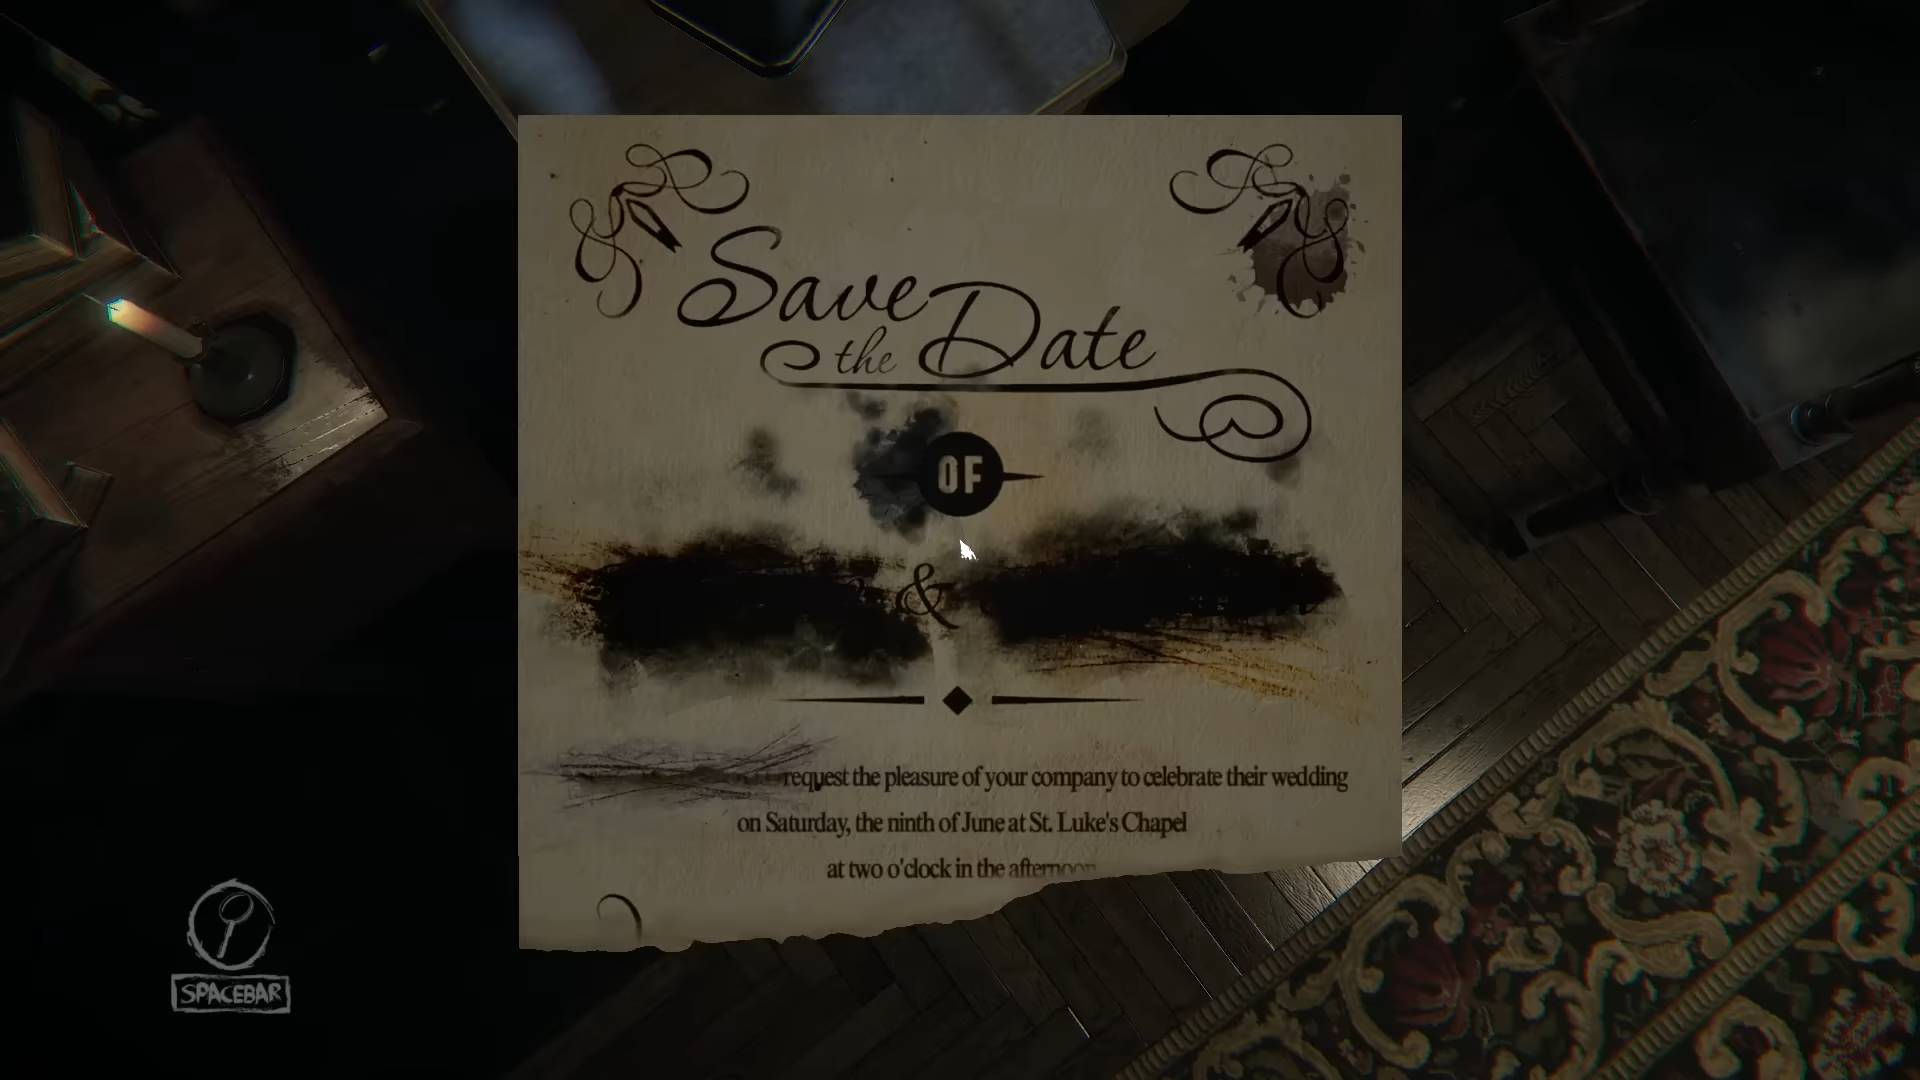 Save
the Date
OF
&
request the pleasure of your company to celebrate their wedding
on Saturday, the ninth of June at St. Luke's Chapel
at two o'clock in the afternoon
SPACEBAR